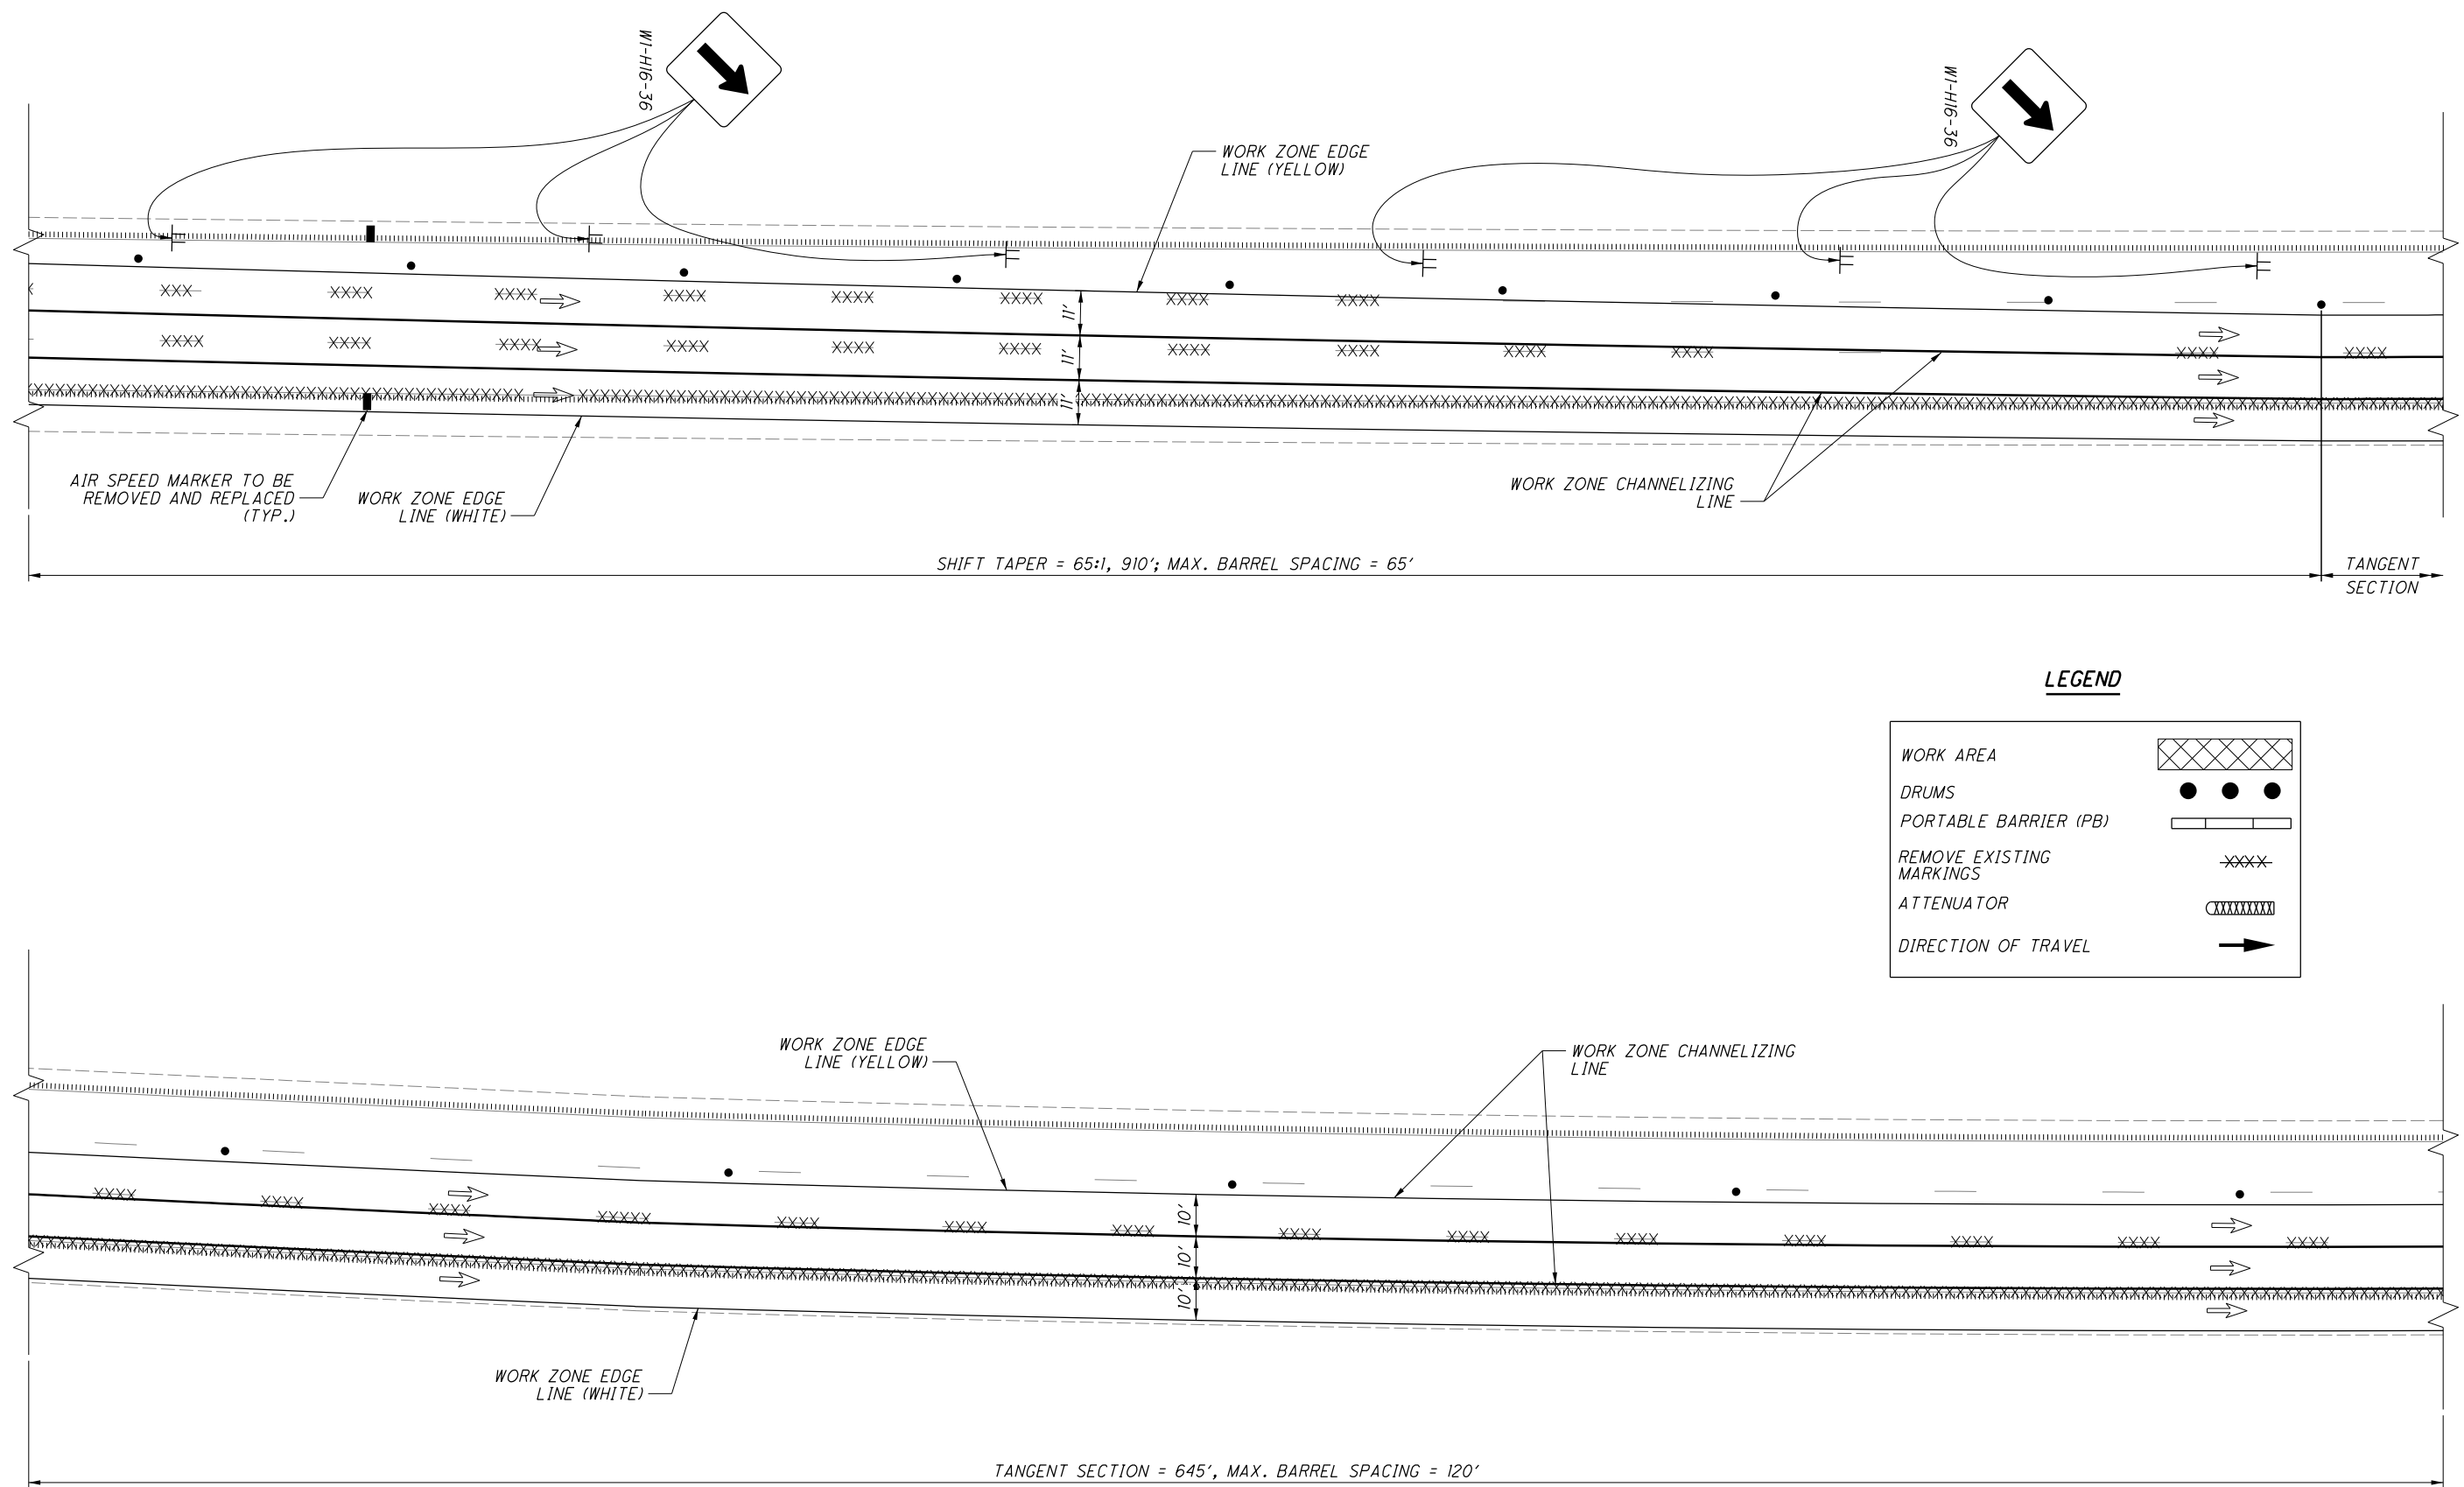 W1-H16-36
W1-H16-36
WORK ZONE EDGE
LINE (YELLOW)
11'
11'
11'
AIR SPEED MARKER TO BE
REMOVED AND REPLACED
(TYP.)
WORK ZONE EDGE
LINE (WHITE)
WORK ZONE CHANNELIZING
LINE
SHIFT TAPER = 65:1, 910'; MAX. BARREL SPACING = 65'
TANGENT
SECTION
LEGEND
WORK AREA
DRUMS
PORTABLE BARRIER (PB)
REMOVE EXISTING
MARKINGS
ATTENUATOR
DIRECTION OF TRAVEL
WORK ZONE EDGE
LINE (YELLOW)
WORK ZONE CHANNELIZING
LINE
10'
10'
10'
WORK ZONE EDGE
LINE (WHITE)
TANGENT SECTION = 645', MAX. BARREL SPACING = 120'